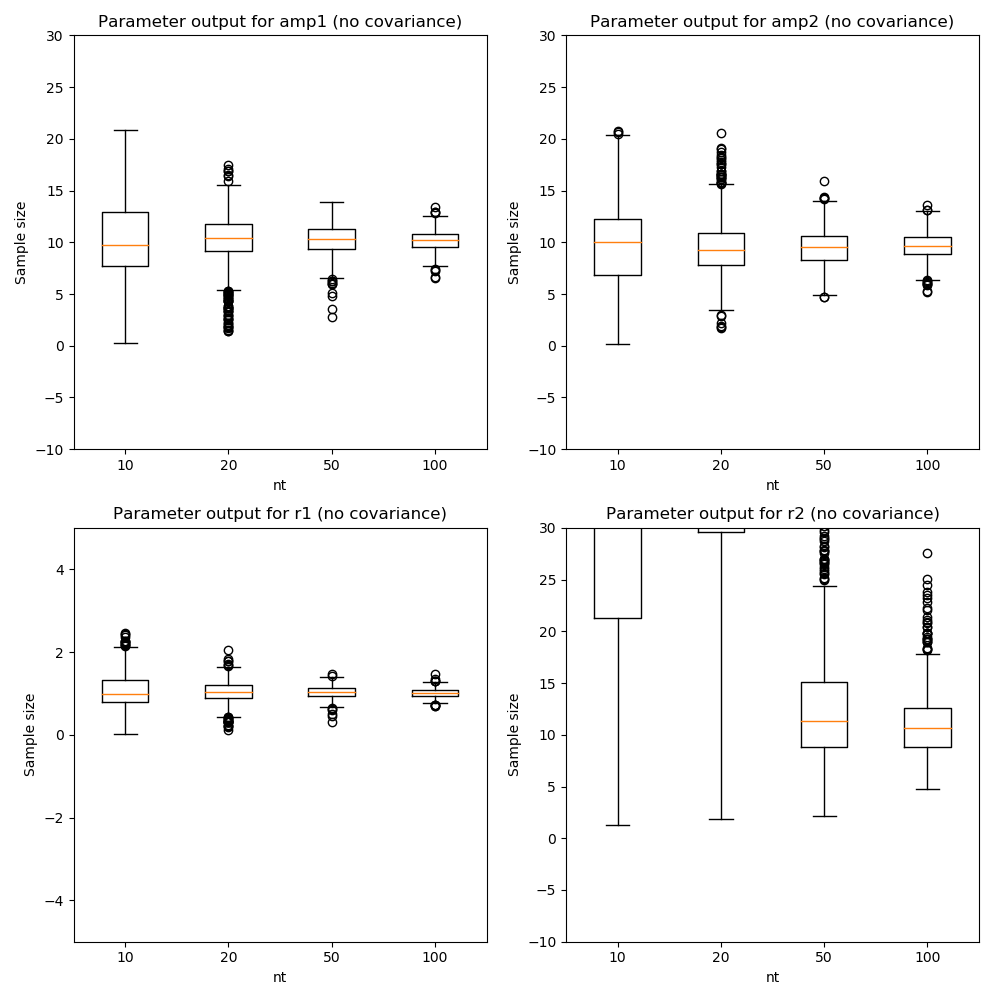 Parameter output for amp1 (no covariance)
30
25
20
15
10
5
0
−5
−10
Sample size
10 20 50 100
nt
Parameter output for amp2 (no covariance)
30
25
20
15
10
5
0
−5
−10
Sample size
10 20 50 100
nt
Parameter output for r1 (no covariance)
4
2
0
−2
−4
Sample size
10 20 50 100
nt
Parameter output for r2 (no covariance)
30
25
20
15
10
5
0
−5
−10
Sample size
10 20 50 100
nt